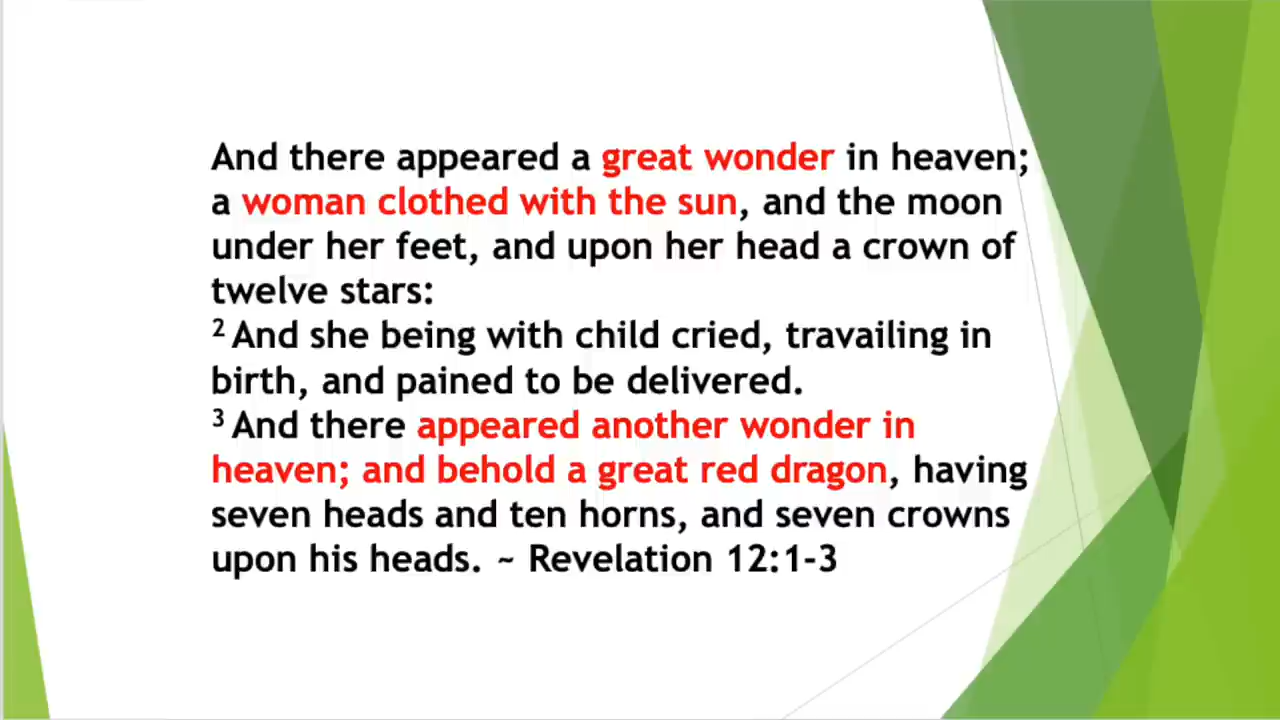 And there appeared a great wonder in heaven;
a woman clothed with the sun, and the moon
under her feet, and upon her head a crown of
twelve stars:
² And she being with child cried, travailing in
birth, and pained to be delivered.
³ And there appeared another wonder in
heaven; and behold a great red dragon, having
seven heads and ten horns, and seven crowns
upon his heads. ~ Revelation 12:1-3